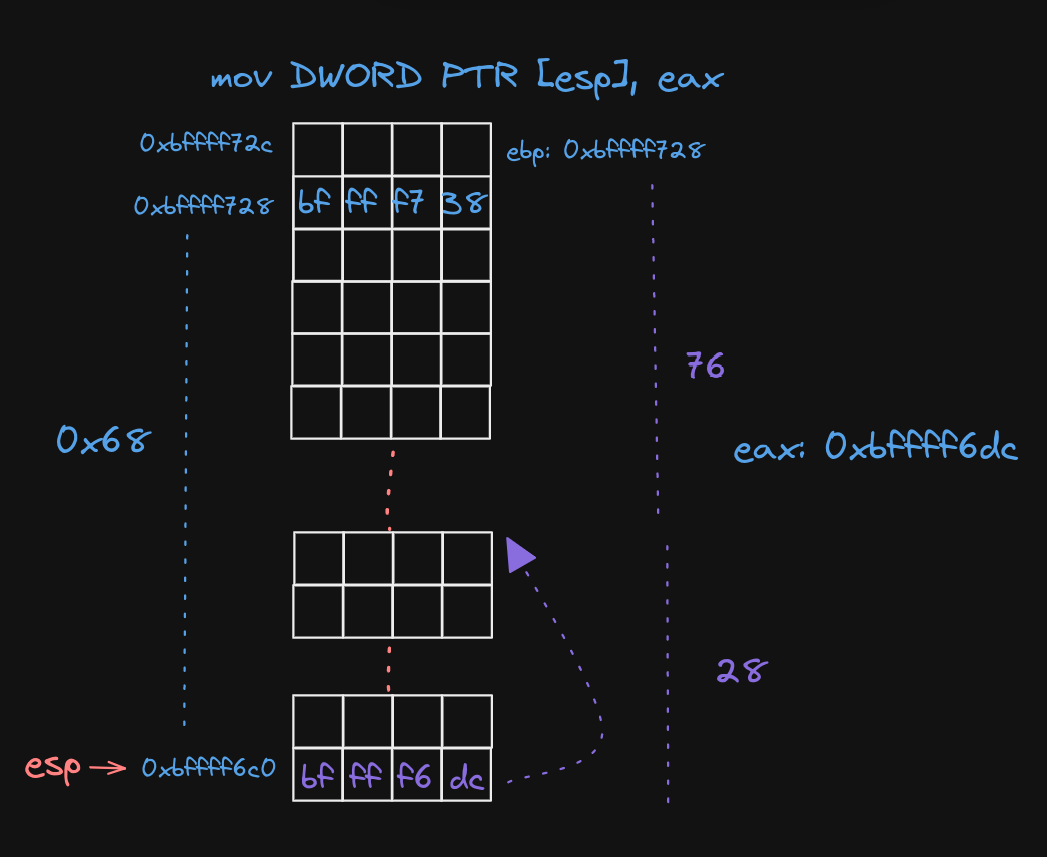 mov DWORD PTR [esp], eax
0xbffff72c
ebp: 0xbffff728
0xbffff728
bf ff f7 38
76
0x68
eax: 0xbffff6dc
28
esp
0xbffff6c0
bf ff f6 dc